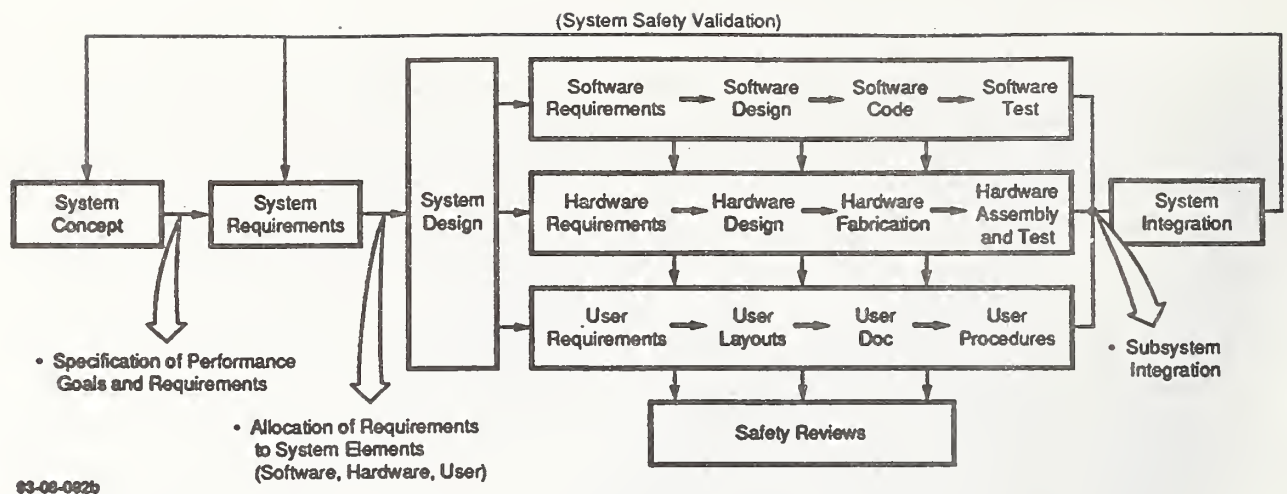 (System Safety Validation)
System
Concept
System
Requirements
System
Design
Software
Requirements
Software
Design
Software
Code
Software
Test
Hardware
Requirements
Hardware
Design
Hardware
Fabrication
Hardware
Assembly
and Test
User
Requirements
User
Layouts
User
Doc
User
Procedures
System
Integration
• Specification of Performance
Goals and Requirements
• Allocation of Requirements
to System Elements
(Software, Hardware, User)
Safety Reviews
• Subsystem
Integration
93-08-092b